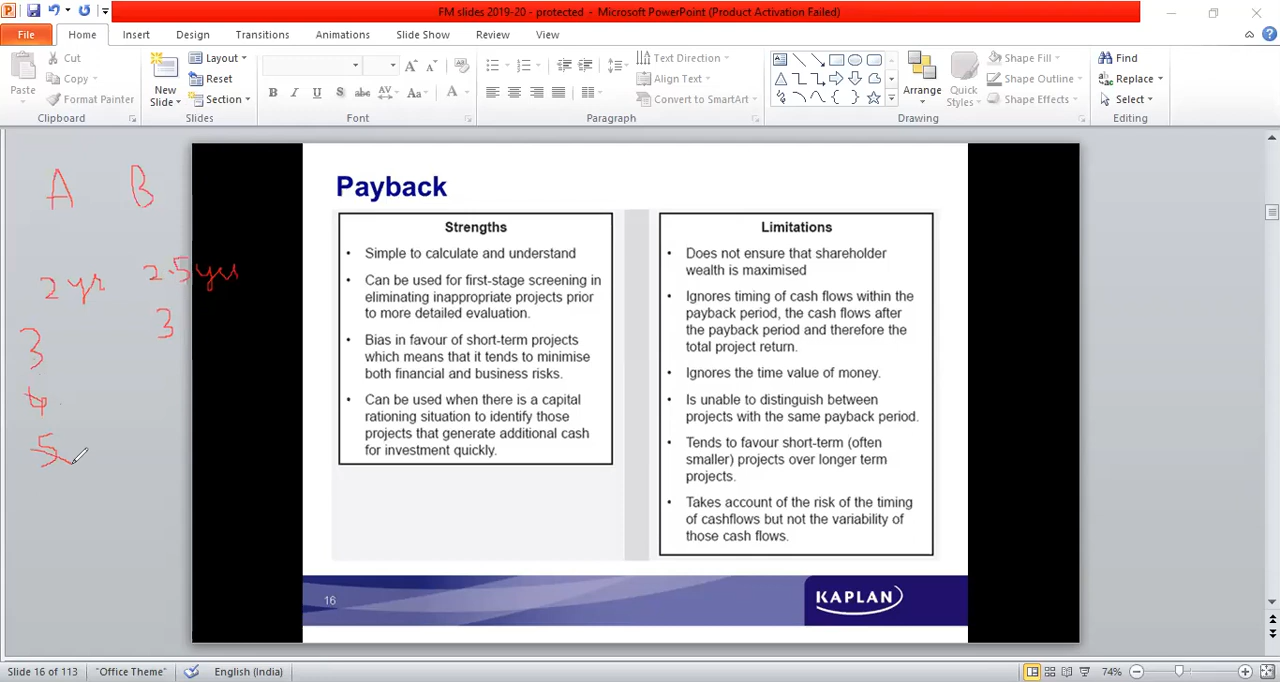 FM slides 2019-20 - protected - Microsoft PowerPoint (Product Activation Failed)
File Home Insert Design Transitions Animations Slide Show Review View
Paste
Cut
Copy
Format Painter
Clipboard
New Slide
Layout
Reset
Section
Slides
B I U S abc AV Aa A
Font
Text Direction
Align Text
Convert to SmartArt
Paragraph
Arrange
Quick Styles
Shape Fill
Shape Outline
Shape Effects
Drawing
Find
Replace
Select
Editing
A B
2 yr 2.5 yr
3 3
4
5
Payback
Strengths
• Simple to calculate and understand
• Can be used for first-stage screening in
eliminating inappropriate projects prior
to more detailed evaluation.
• Bias in favour of short-term projects
which means that it tends to minimise
both financial and business risks.
• Can be used when there is a capital
rationing situation to identify those
projects that generate additional cash
for investment quickly.
Limitations
• Does not ensure that shareholder
wealth is maximised
• Ignores timing of cash flows within the
payback period, the cash flows after
the payback period and therefore the
total project return.
• Ignores the time value of money.
• Is unable to distinguish between
projects with the same payback period.
• Tends to favour short-term (often
smaller) projects over longer term
projects.
• Takes account of the risk of the timing
of cashflows but not the variability of
those cash flows.
16
KAPLAN
Slide 16 of 113 "Office Theme" English (India) 74%